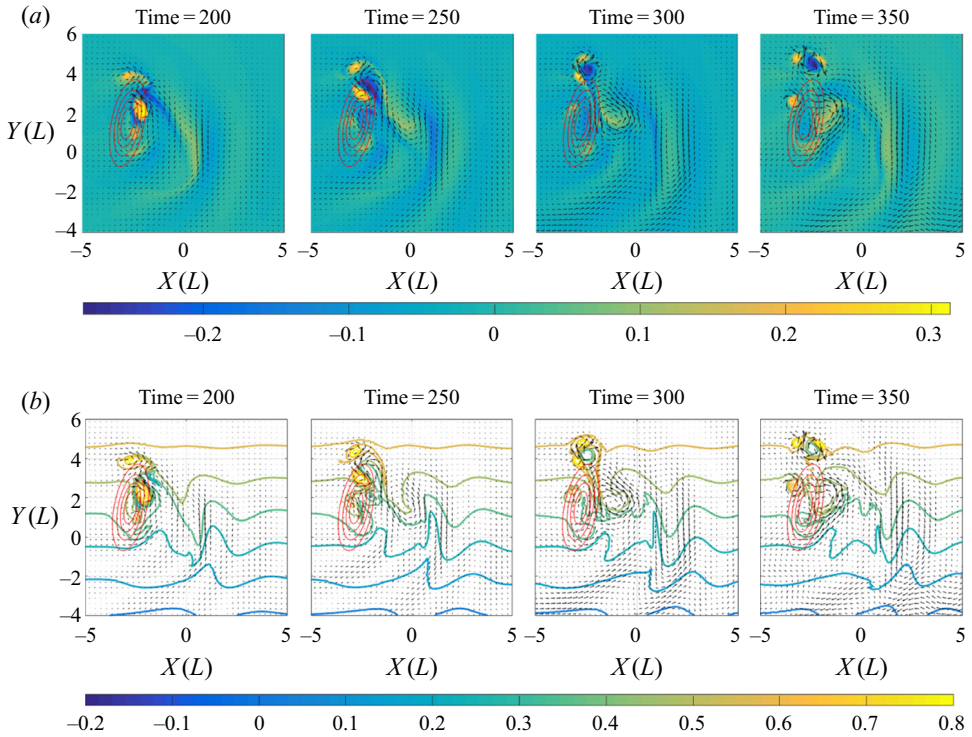 (a) Time = 200 Time = 250 Time = 300 Time = 350
6
4
2
Y(L)
0
−2
−4
−5 0 5 −5 0 5 −5 0 5 −5 0 5
X(L) X(L) X(L) X(L)
−0.2 −0.1 0 0.1 0.2 0.3
(b) Time = 200 Time = 250 Time = 300 Time = 350
6
4
2
Y(L)
0
−2
−4
−5 0 5 −5 0 5 −5 0 5 −5 0 5
X(L) X(L) X(L) X(L)
−0.2 −0.1 0 0.1 0.2 0.3 0.4 0.5 0.6 0.7 0.8